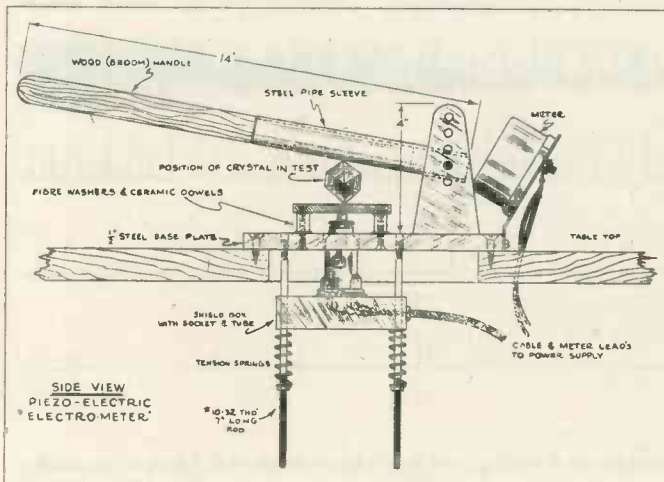 14"
WOOD (BROOM) HANDLE
STEEL PIPE SLEEVE
4"
METER
POSITION OF CRYSTAL IN TEST
FIBRE WASHERS & CERAMIC DOWELS
1/2" STEEL BASE PLATE
TABLE TOP
SHIELD BOX
WITH SOCKET & TUBE
CABLE & METER LEAD'S
TO POWER SUPPLY
TENSION SPRINGS
SIDE VIEW
PIEZO-ELECTRIC
"ELECTRO-METER"
#10-32 THD
7" LONG
ROD